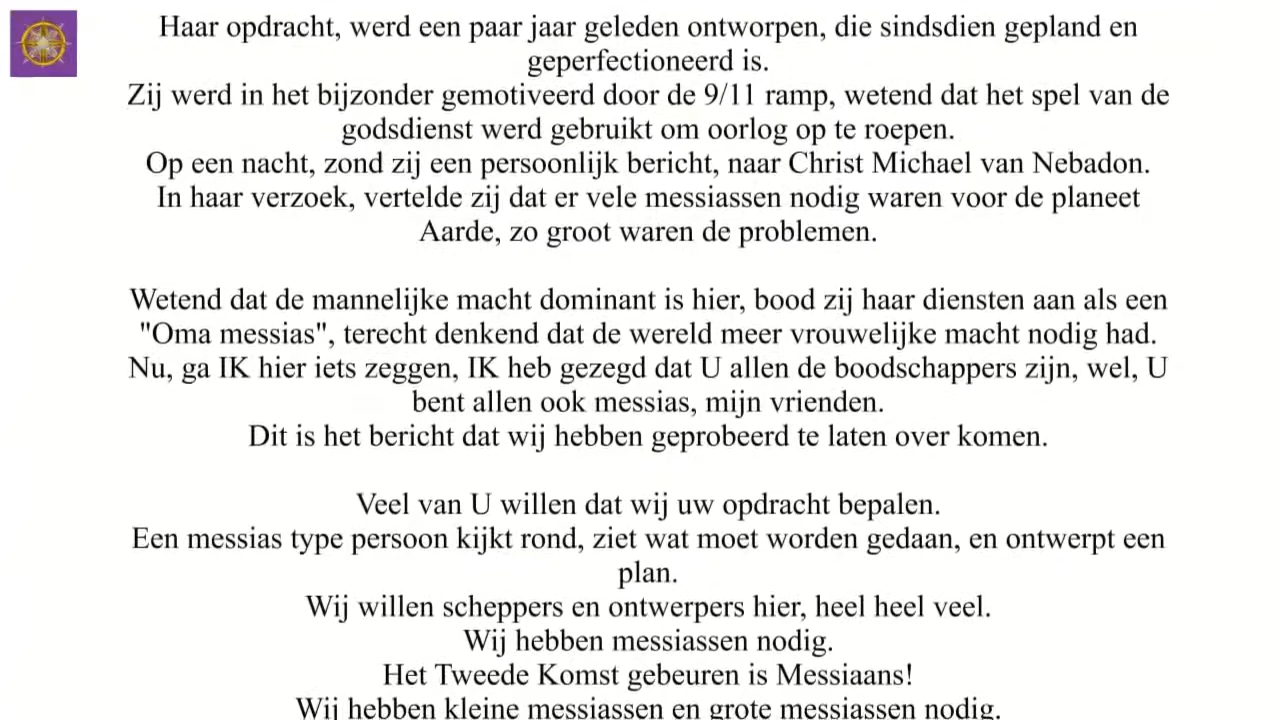 Haar opdracht, werd een paar jaar geleden ontworpen, die sindsdien gepland en
geperfectioneerd is.
Zij werd in het bijzonder gemotiveerd door de 9/11 ramp, wetend dat het spel van de
godsdienst werd gebruikt om oorlog op te roepen.
Op een nacht, zond zij een persoonlijk bericht, naar Christ Michael van Nebadon.
In haar verzoek, vertelde zij dat er vele messiassen nodig waren voor de planeet
Aarde, zo groot waren de problemen.
Wetend dat de mannelijke macht dominant is hier, bood zij haar diensten aan als een
"Oma messias", terecht denkend dat de wereld meer vrouwelijke macht nodig had.
Nu, ga IK hier iets zeggen, IK heb gezegd dat U allen de boodschappers zijn, wel, U
bent allen ook messias, mijn vrienden.
Dit is het bericht dat wij hebben geprobeerd te laten over komen.
Veel van U willen dat wij uw opdracht bepalen.
Een messias type persoon kijkt rond, ziet wat moet worden gedaan, en ontwerpt een
plan.
Wij willen scheppers en ontwerpers hier, heel heel veel.
Wij hebben messiassen nodig.
Het Tweede Komst gebeuren is Messiaans!
Wij hebben kleine messiassen en grote messiassen nodig.